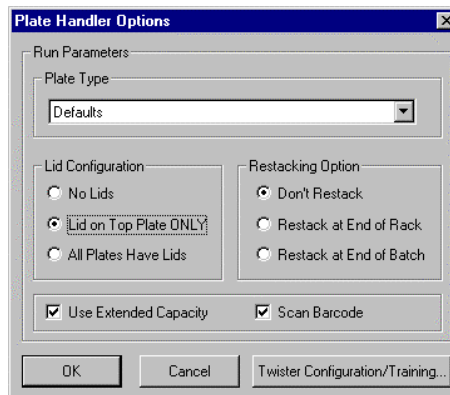 Plate Handler Options
Run Parameters
Plate Type
Defaults
Lid Configuration
No Lids
Lid on Top Plate ONLY
All Plates Have Lids
Restacking Option
Don't Restack
Restack at End of Rack
Restack at End of Batch
Use Extended Capacity
Scan Barcode
OK
Cancel
Twister Configuration/Training...